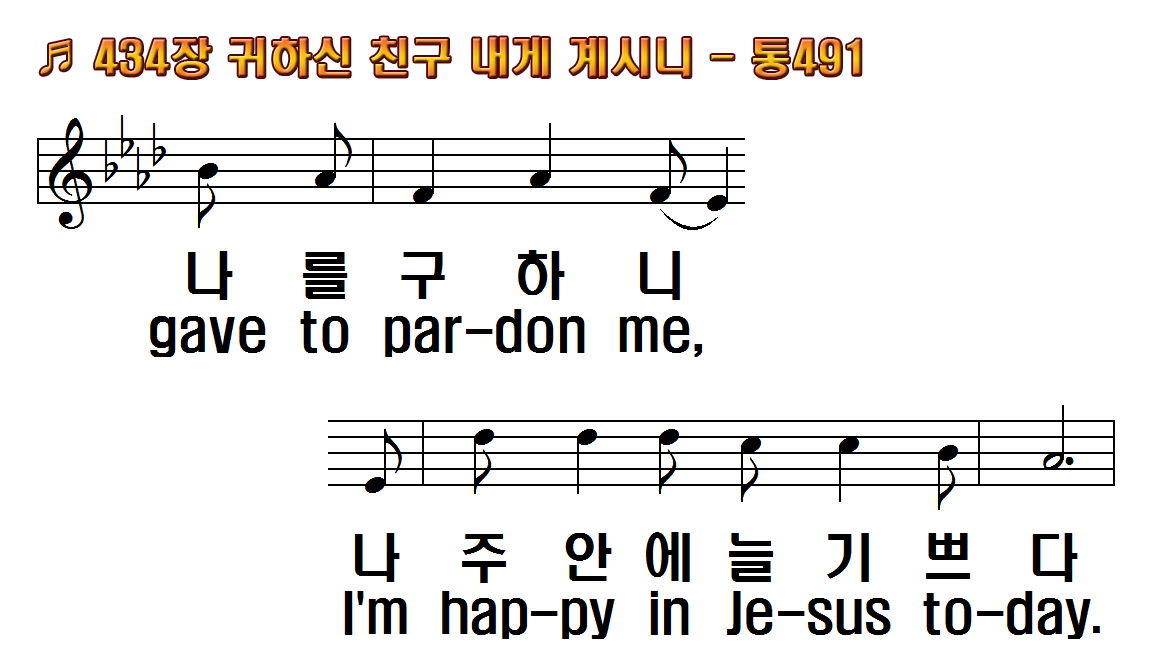 ♬ 434장 귀하신 친구 내게 계시니 - 통491
나 를 구 하 니
gave to par-don me,
나 주 안 에 늘 기 쁘 다
I'm hap-py in Je-sus to-day.